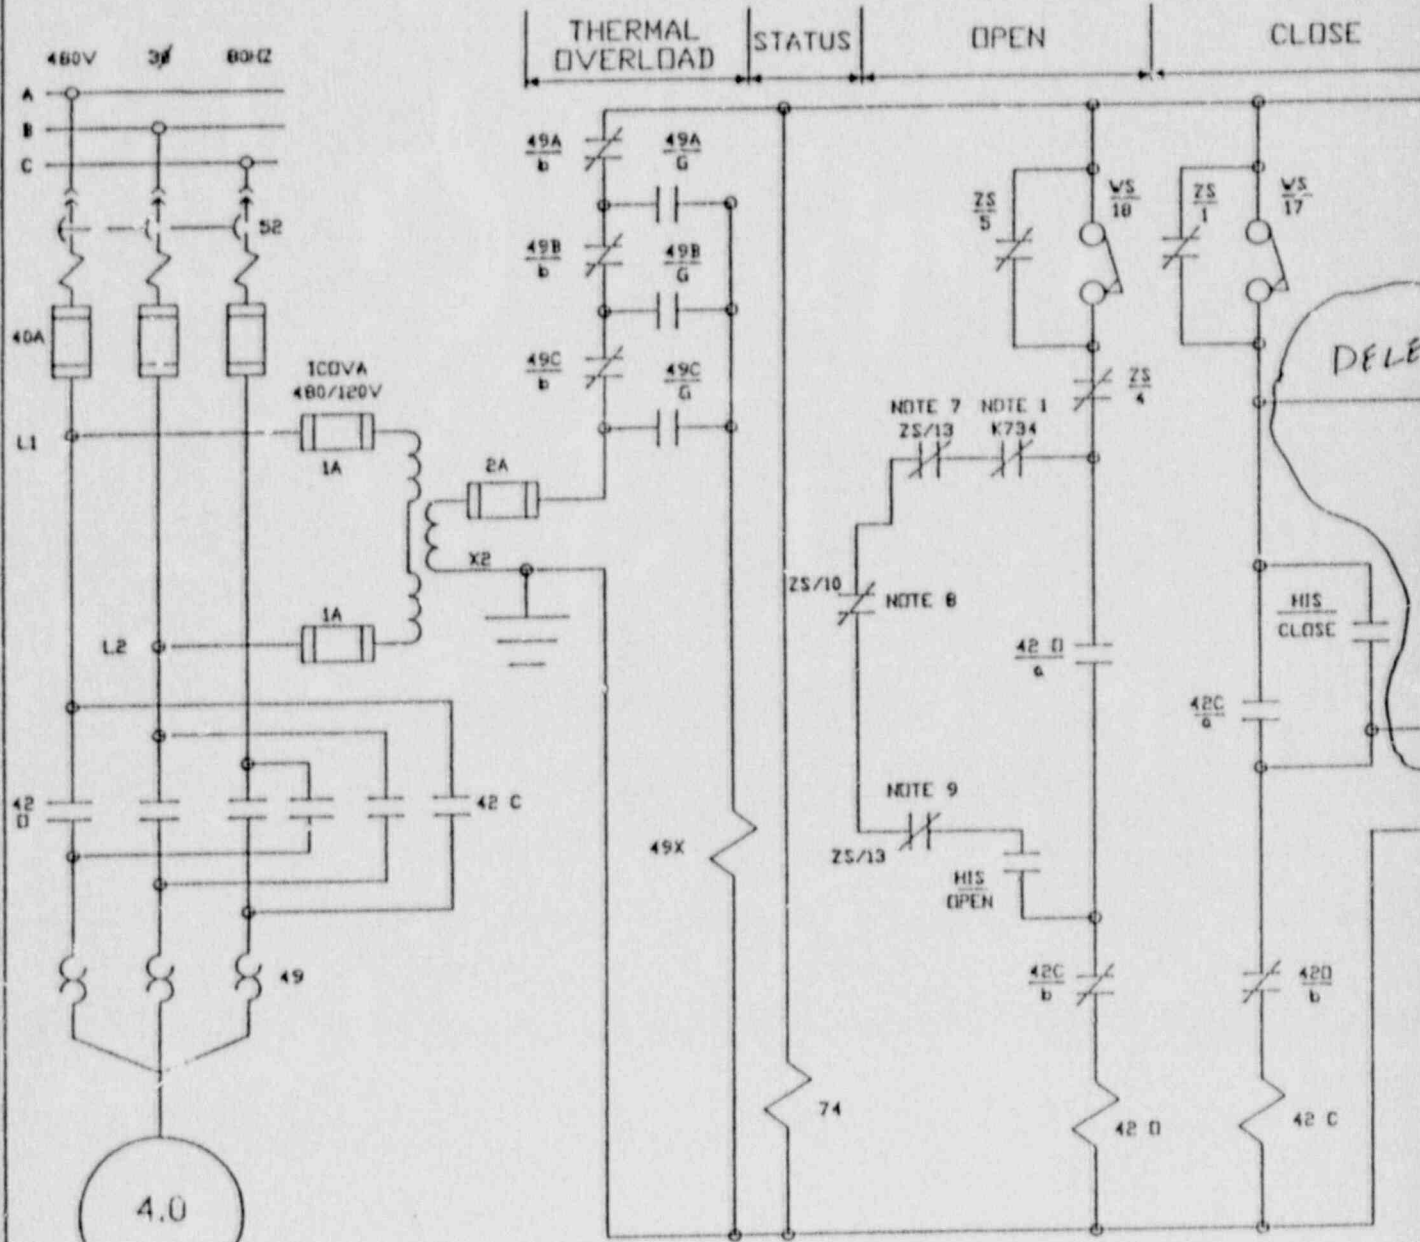 THERMAL
OVERLOAD
STATUS
OPEN
CLOSE
480V 3Ø 80HZ
A
B
C
52
40A
L1
1COVA
480/120V
1A
2A
X2
1A
L2
42
O
42 C
49
4.0
49A
b
49A
G
49B
b
49B
G
49C
b
49C
G
49X
74
ZS
5
WS
18
ZS
4
NOTE 7
ZS/13
NOTE 1
K734
ZS/10
NOTE 8
42 O
a
NOTE 9
ZS/13
HIS
OPEN
42C
b
42 O
ZS
1
WS
17
DELE
HIS
CLOSE
42C
a
42O
b
42 C